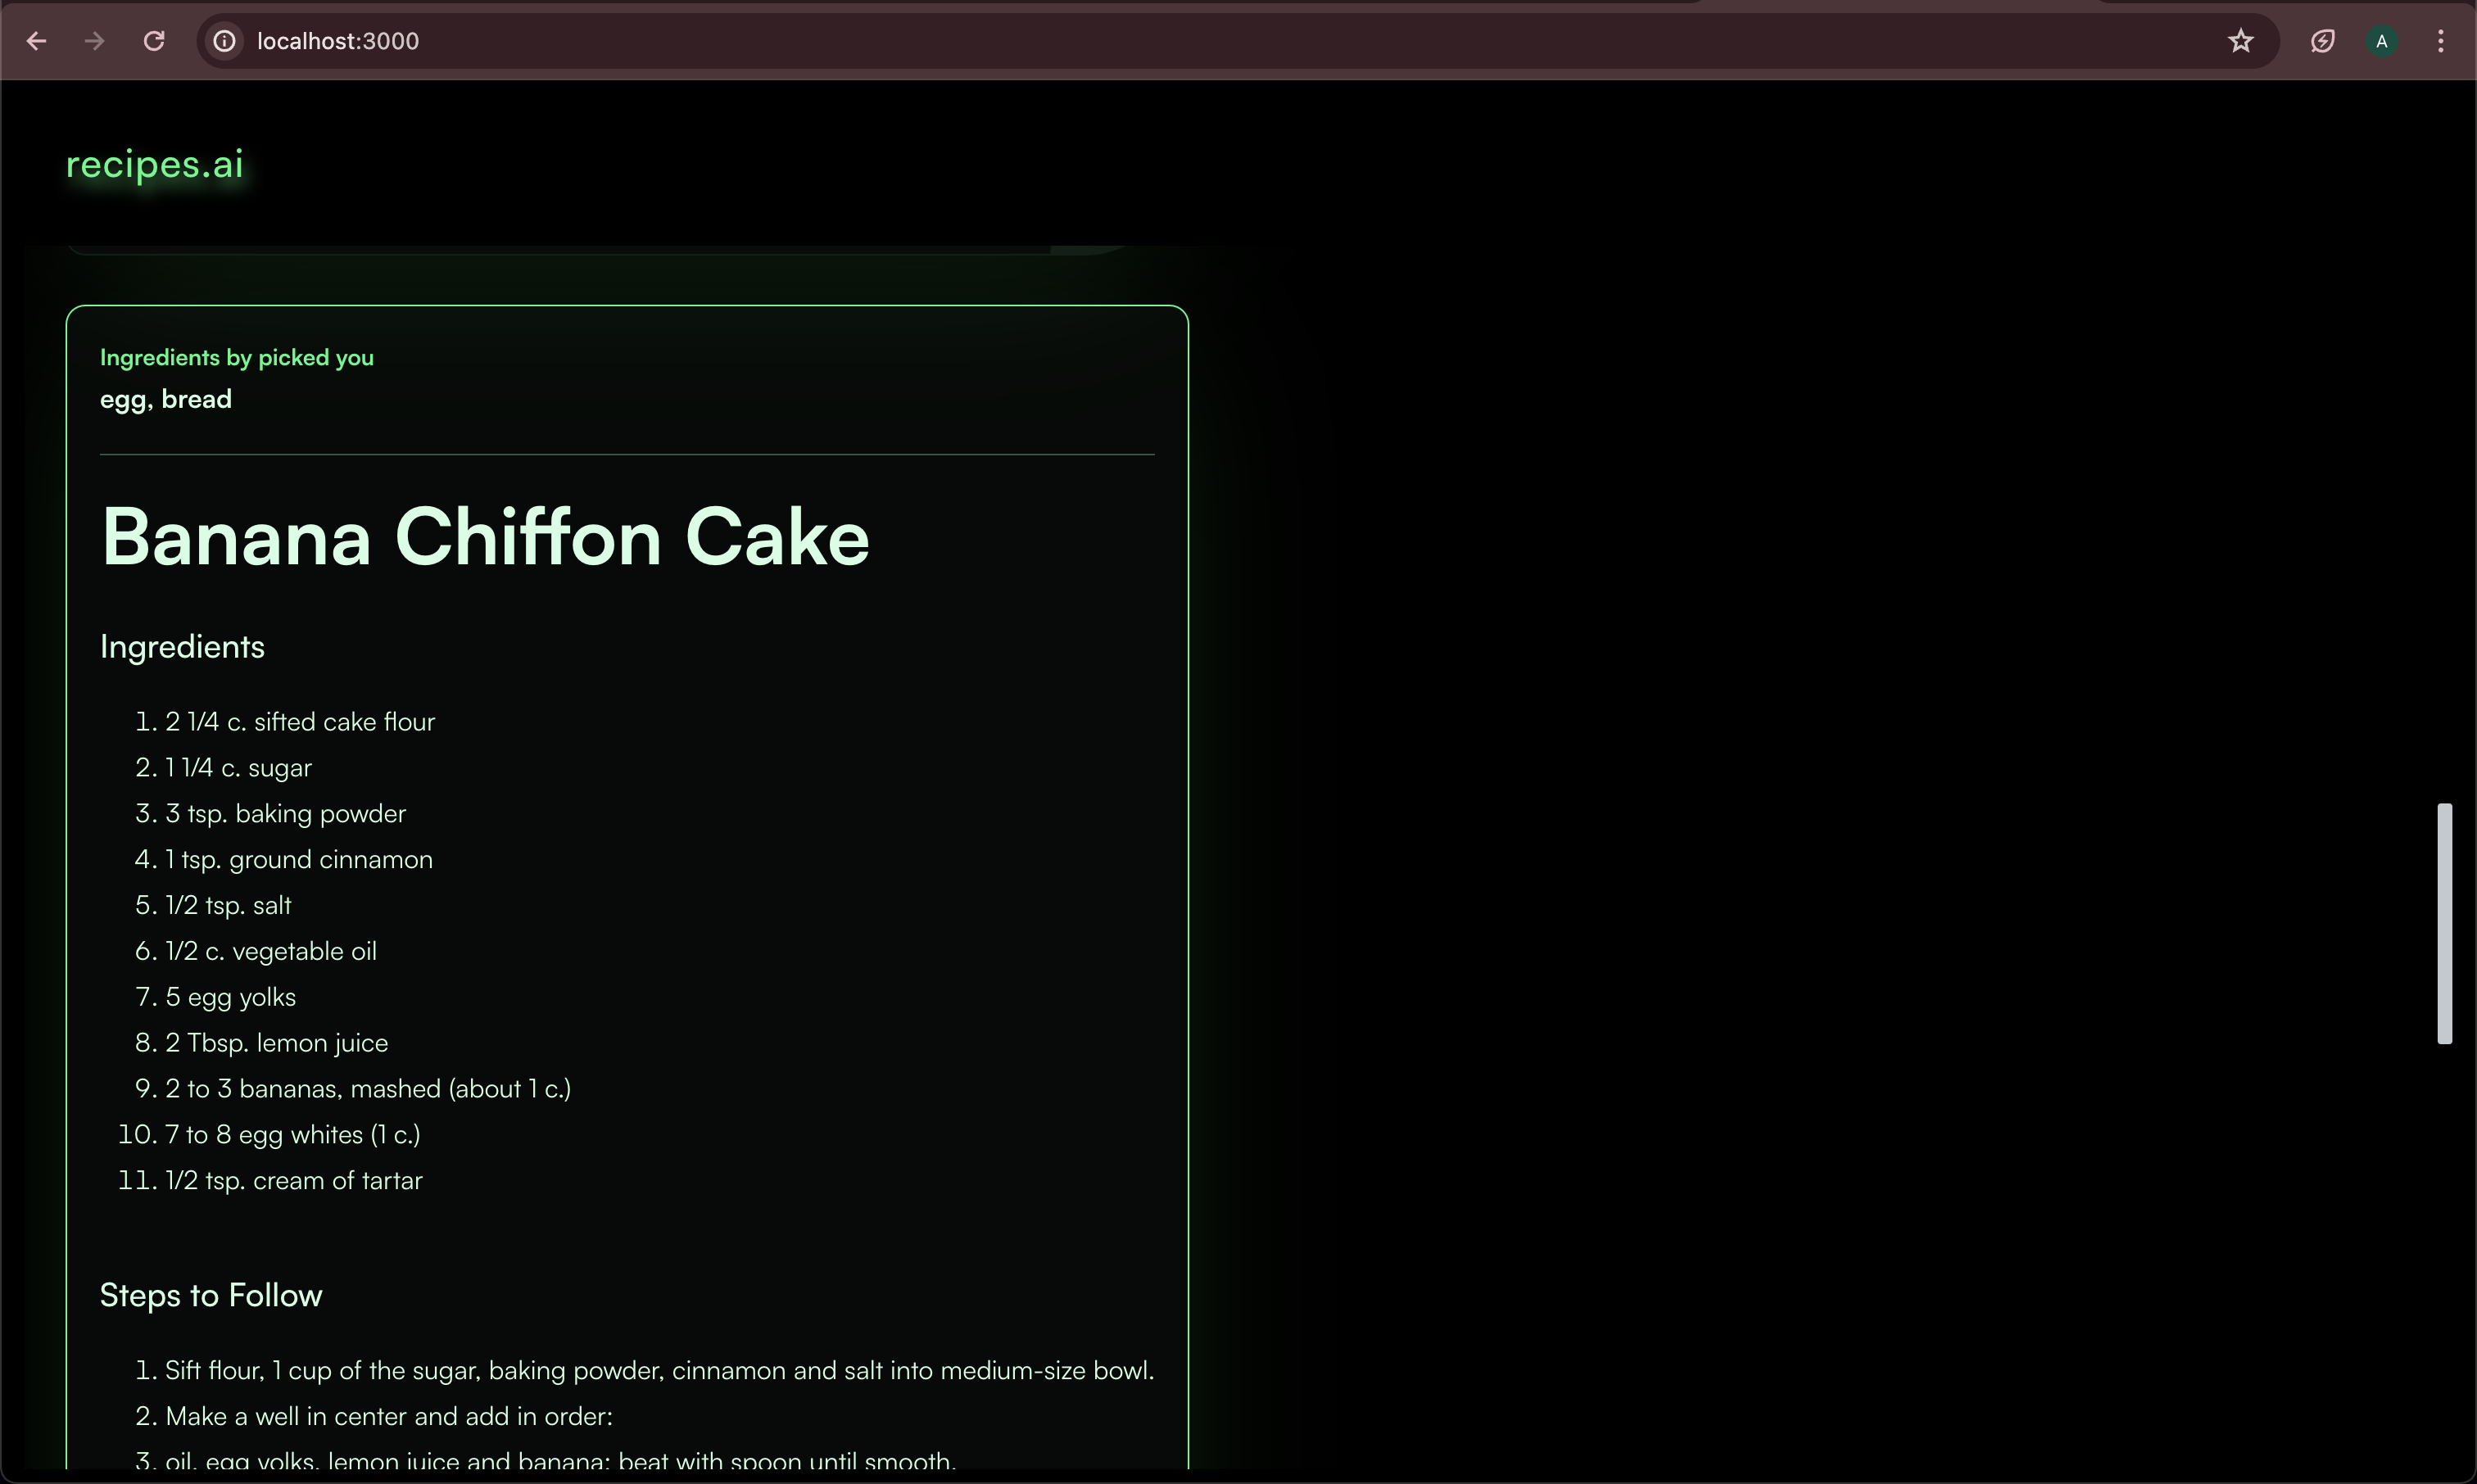 localhost:3000
A
recipes.ai
Ingredients by picked you
egg, bread
Banana Chiffon Cake
Ingredients
1. 2 1/4 c. sifted cake flour
2. 1 1/4 c. sugar
3. 3 tsp. baking powder
4. 1 tsp. ground cinnamon
5. 1/2 tsp. salt
6. 1/2 c. vegetable oil
7. 5 egg yolks
8. 2 Tbsp. lemon juice
9. 2 to 3 bananas, mashed (about 1 c.)
10. 7 to 8 egg whites (1 c.)
11. 1/2 tsp. cream of tartar
Steps to Follow
1. Sift flour, 1 cup of the sugar, baking powder, cinnamon and salt into medium-size bowl.
2. Make a well in center and add in order:
3. oil, egg yolks, lemon juice and banana; beat with spoon until smooth.